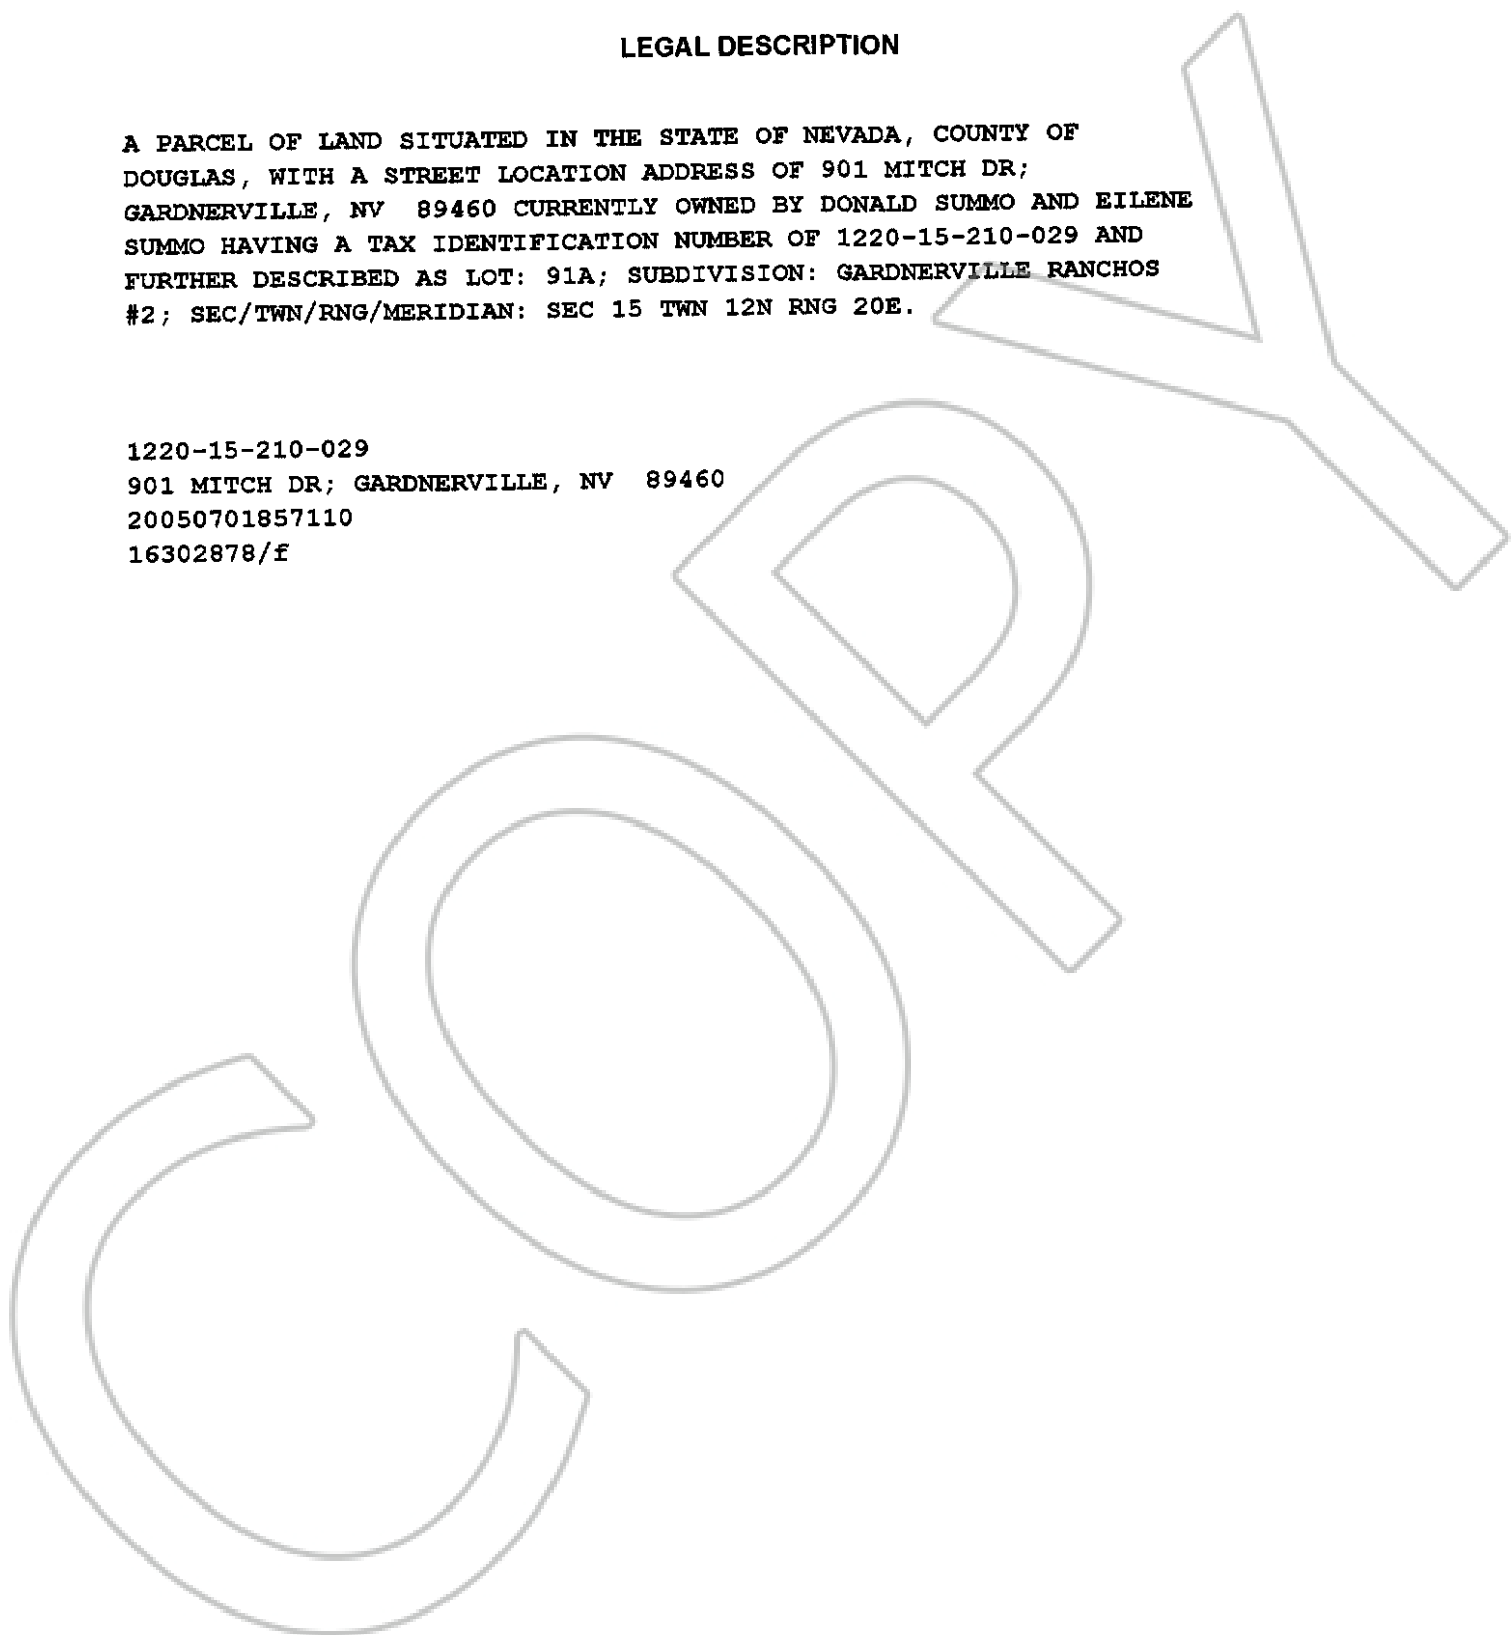 LEGAL DESCRIPTION
A PARCEL OF LAND SITUATED IN THE STATE OF NEVADA, COUNTY OF
DOUGLAS, WITH A STREET LOCATION ADDRESS OF 901 MITCH DR;
GARDNERVILLE, NV  89460 CURRENTLY OWNED BY DONALD SUMMO AND EILENE
SUMMO HAVING A TAX IDENTIFICATION NUMBER OF 1220-15-210-029 AND
FURTHER DESCRIBED AS LOT: 91A; SUBDIVISION: GARDNERVILLE RANCHOS
#2; SEC/TWN/RNG/MERIDIAN: SEC 15 TWN 12N RNG 20E.
1220-15-210-029
901 MITCH DR; GARDNERVILLE, NV  89460
20050701857110
16302878/f
COPY